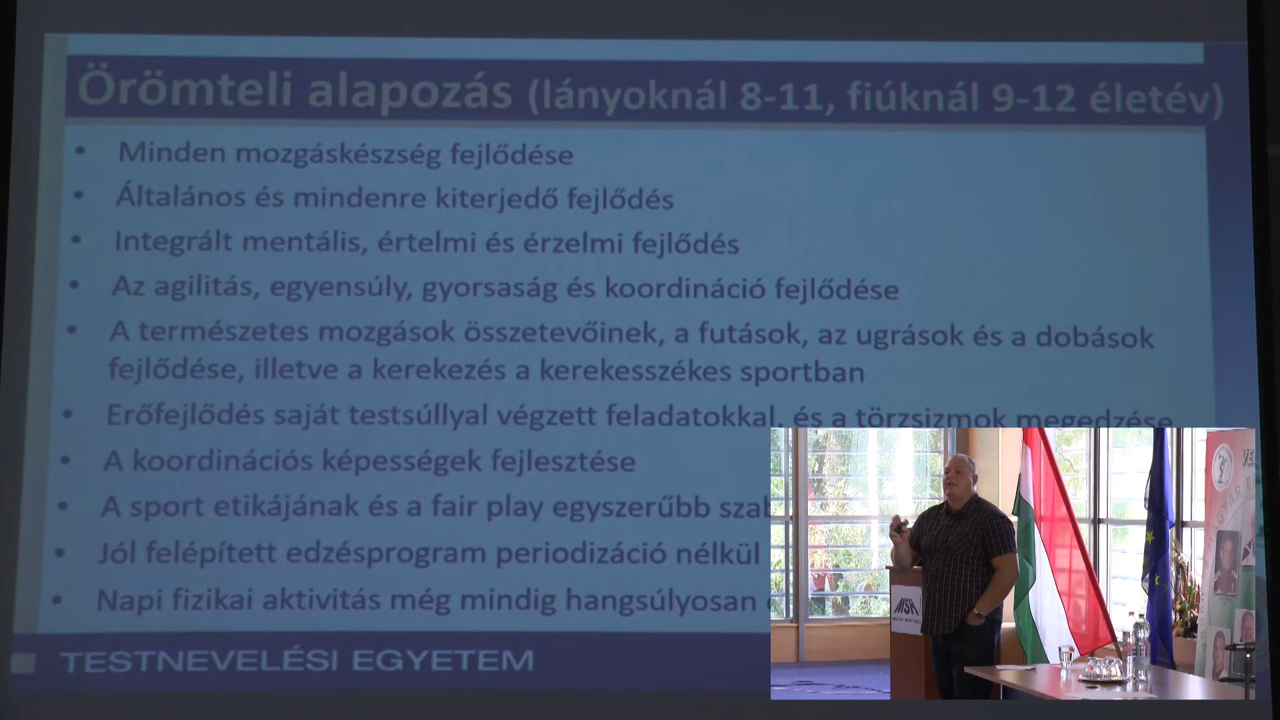 Örömteli alapozás (lányoknál 8-11, fiúknál 9-12 életév)
• Minden mozgáskészség fejlődése
• Általános és mindenre kiterjedő fejlődés
• Integrált mentális, értelmi és érzelmi fejlődés
• Az agilitás, egyensúly, gyorsaság és koordináció fejlődése
• A természetes mozgások összetevőinek, a futások, az ugrások és a dobások
fejlődése, illetve a kerekezés a kerekesszékes sportban
• Erőfejlődés saját testsúllyal végzett feladatokkal, és a törzsizmok megedzése
• A koordinációs képességek fejlesztése
• A sport etikájának és a fair play egyszerűbb
• Jól felépített edzésprogram periodizáció nélkül
• Napi fizikai aktivitás még mindig hangsúlyosan
TESTNEVELÉSI EGYETEM